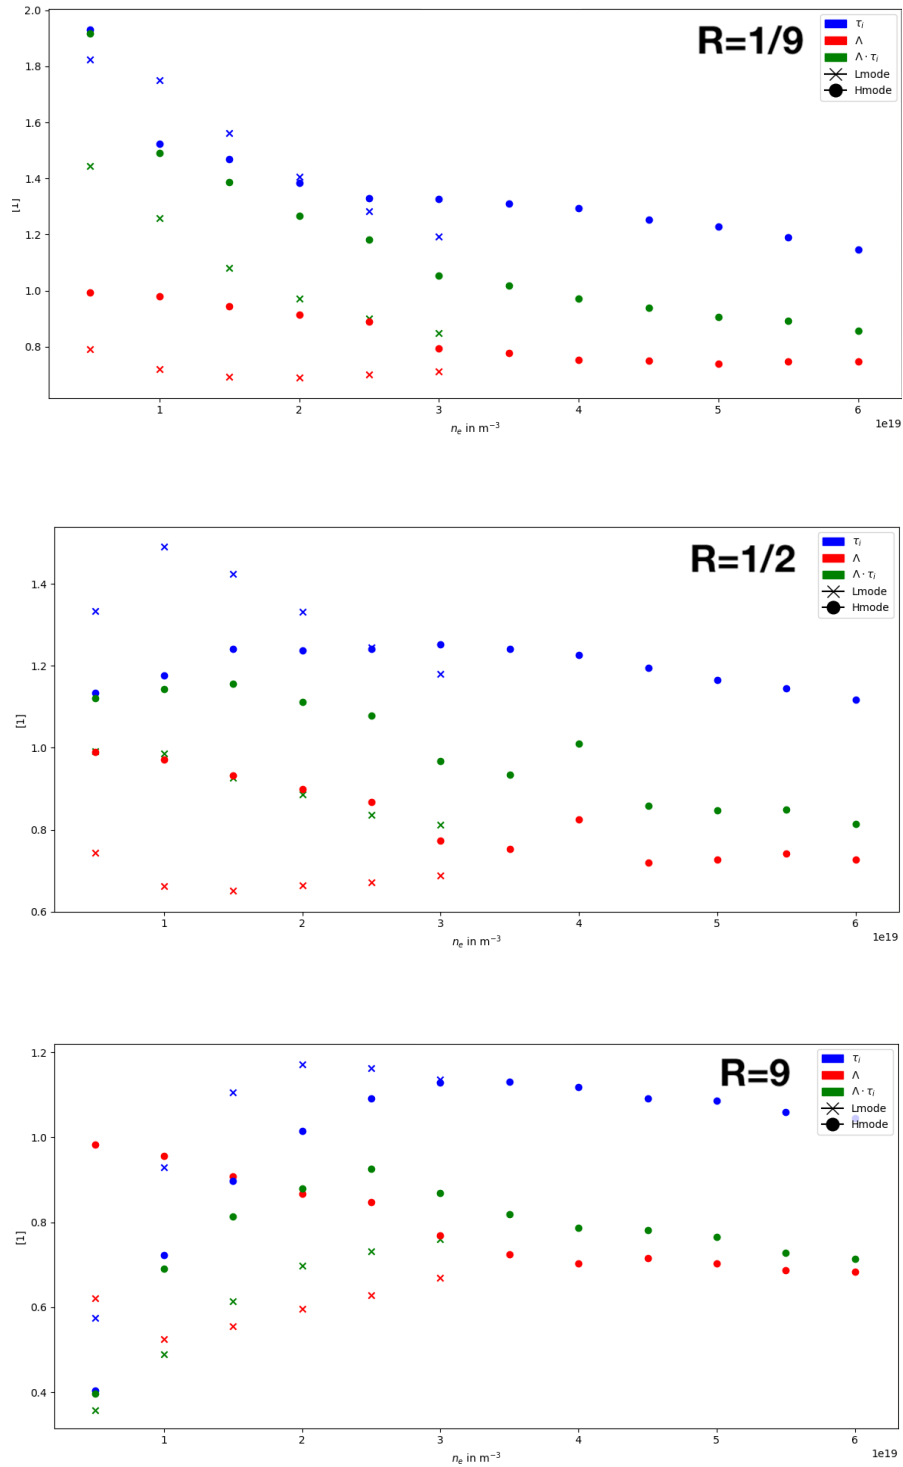 2.0
1.8
1.6
1.4
1.2
1.0
0.8
[1]
R=1/9
τᵢ
Λ
Λ · τᵢ
Lmode
Hmode
1 2 3 4 5 6
1e19
nₑ in m⁻³
1.4
1.2
1.0
0.8
0.6
[1]
R=1/2
τᵢ
Λ
Λ · τᵢ
Lmode
Hmode
1 2 3 4 5 6
1e19
nₑ in m⁻³
1.2
1.0
0.8
0.6
0.4
[1]
R=9
τᵢ
Λ
Λ · τᵢ
Lmode
Hmode
1 2 3 4 5 6
1e19
nₑ in m⁻³